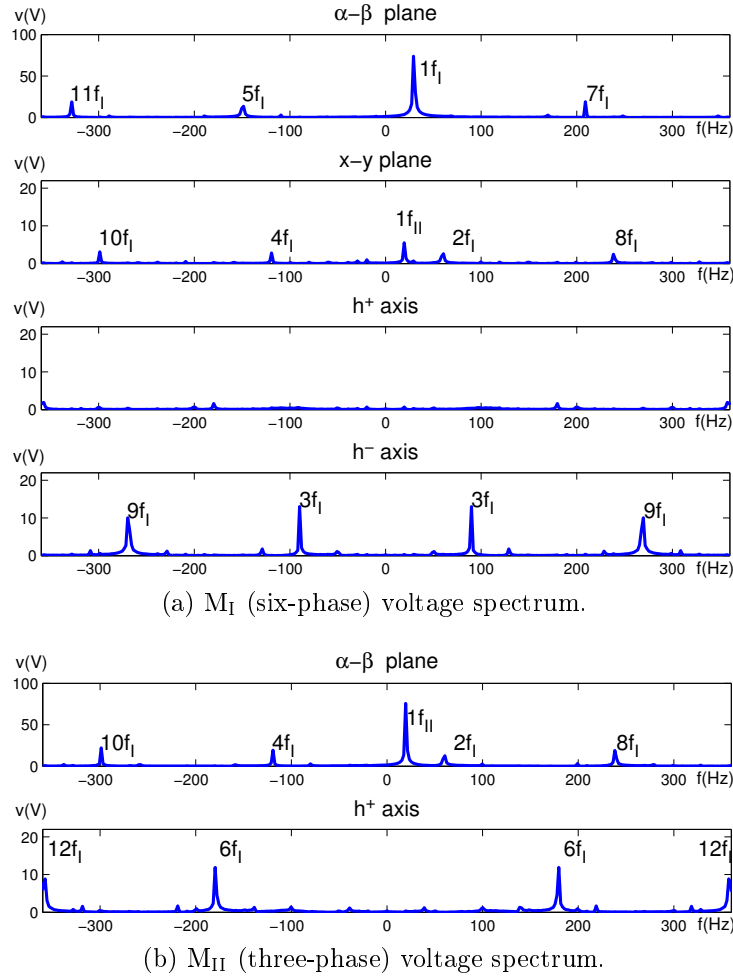 v(V) α−β plane
100
50
0
11f_I 5f_I 1f_I 7f_I
−300 −200 −100 0 100 200 300 f(Hz)
v(V) x−y plane
20
10
0
10f_I 4f_I 1f_II 2f_I 8f_I
−300 −200 −100 0 100 200 300 f(Hz)
v(V) h⁺ axis
20
10
0
−300 −200 −100 0 100 200 300 f(Hz)
v(V) h⁻ axis
20
10
0
9f_I 3f_I 3f_I 9f_I
−300 −200 −100 0 100 200 300 f(Hz)
(a) M_I (six-phase) voltage spectrum.
v(V) α−β plane
100
50
0
10f_I 4f_I 1f_II 2f_I 8f_I
−300 −200 −100 0 100 200 300 f(Hz)
v(V) h⁺ axis
20
10
0
12f_I 6f_I 6f_I 12f_I
−300 −200 −100 0 100 200 300 f(Hz)
(b) M_II (three-phase) voltage spectrum.